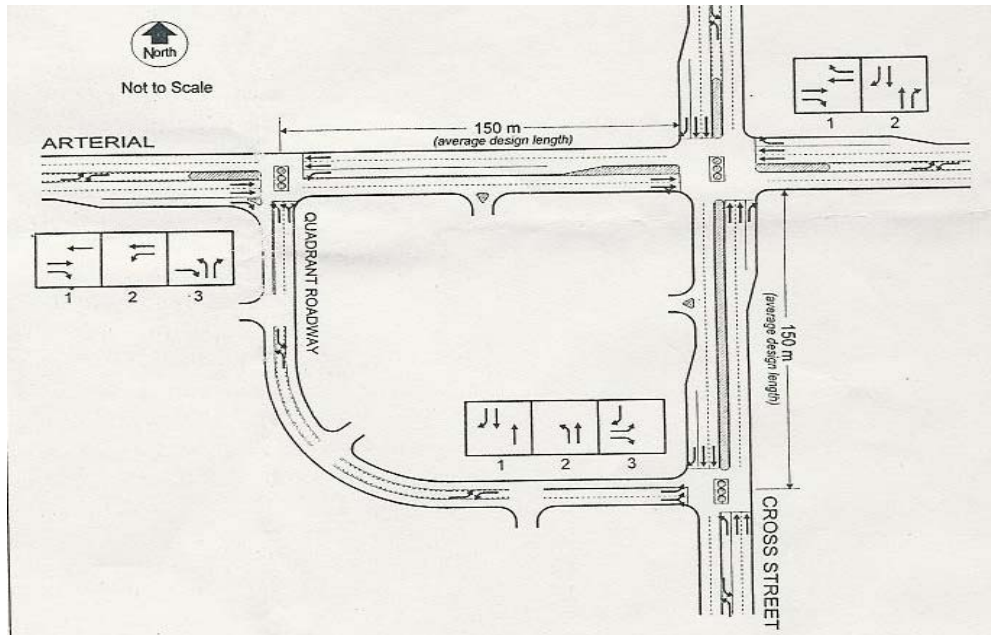 North
Not to Scale
ARTERIAL
150 m
(average design length)
1 2
QUADRANT ROADWAY
1 2 3
150 m
(average design length)
1 2 3
CROSS STREET